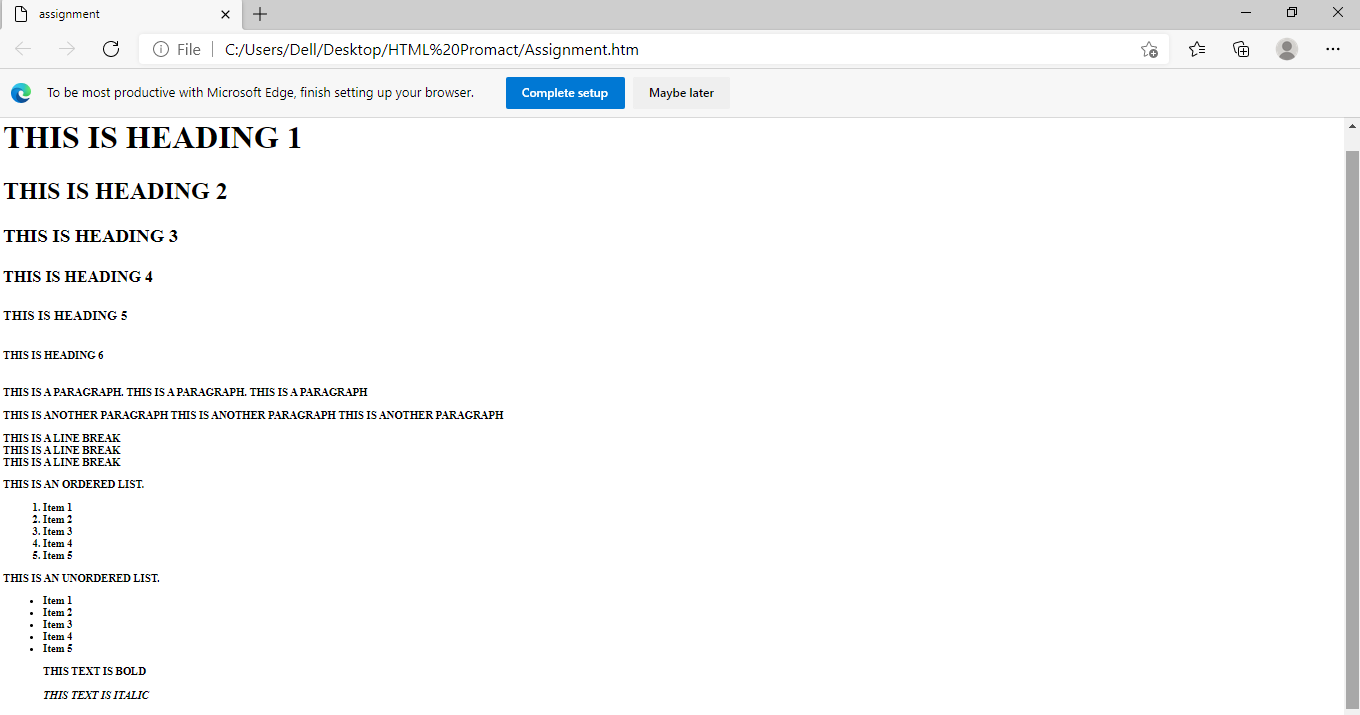 assignment
File C:/Users/Dell/Desktop/HTML%20Promact/Assignment.htm
To be most productive with Microsoft Edge, finish setting up your browser. Complete setup Maybe later
THIS IS HEADING 1
THIS IS HEADING 2
THIS IS HEADING 3
THIS IS HEADING 4
THIS IS HEADING 5
THIS IS HEADING 6
THIS IS A PARAGRAPH. THIS IS A PARAGRAPH. THIS IS A PARAGRAPH
THIS IS ANOTHER PARAGRAPH THIS IS ANOTHER PARAGRAPH THIS IS ANOTHER PARAGRAPH
THIS IS A LINE BREAK
THIS IS A LINE BREAK
THIS IS A LINE BREAK
THIS IS AN ORDERED LIST.
1. Item 1
2. Item 2
3. Item 3
4. Item 4
5. Item 5
THIS IS AN UNORDERED LIST.
• Item 1
• Item 2
• Item 3
• Item 4
• Item 5
THIS TEXT IS BOLD
THIS TEXT IS ITALIC